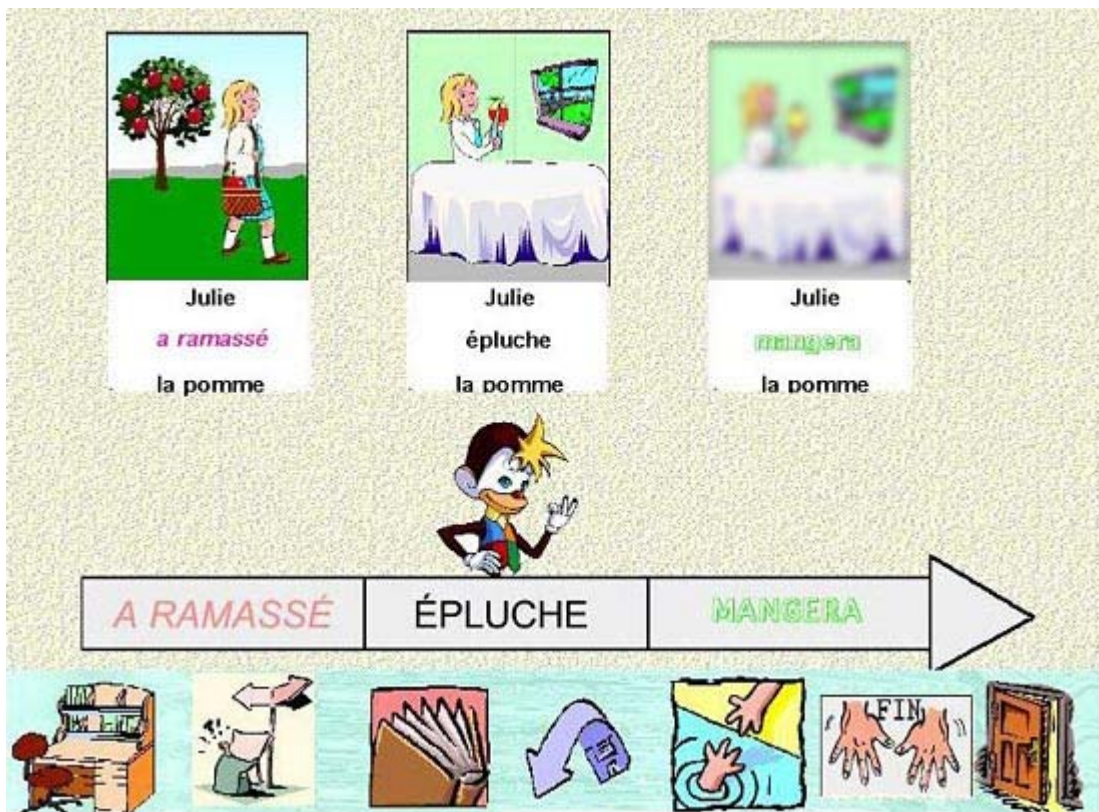 Julie
a ramassé
la pomme
Julie
épluche
la pomme
Julie
mangera
la pomme
A RAMASSÉ
ÉPLUCHE
MANGERA
FIN